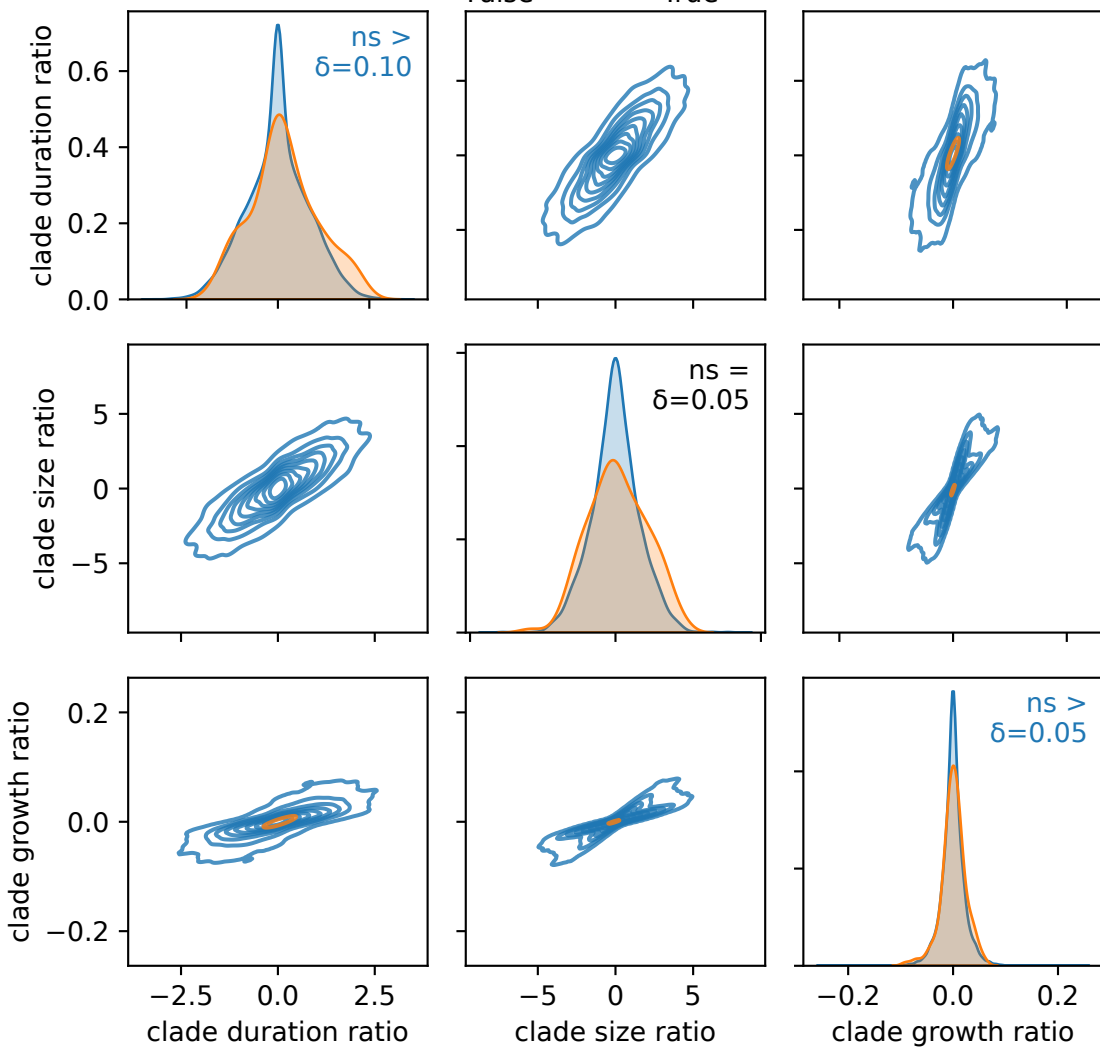 clade duration ratio
0.6
0.4
0.2
0.0
ns >
δ=0.10
clade size ratio
5
0
−5
ns =
δ=0.05
clade growth ratio
0.2
0.0
−0.2
ns >
δ=0.05
−2.5 0.0 2.5
−5 0 5
−0.2 0.0 0.2
clade duration ratio
clade size ratio
clade growth ratio